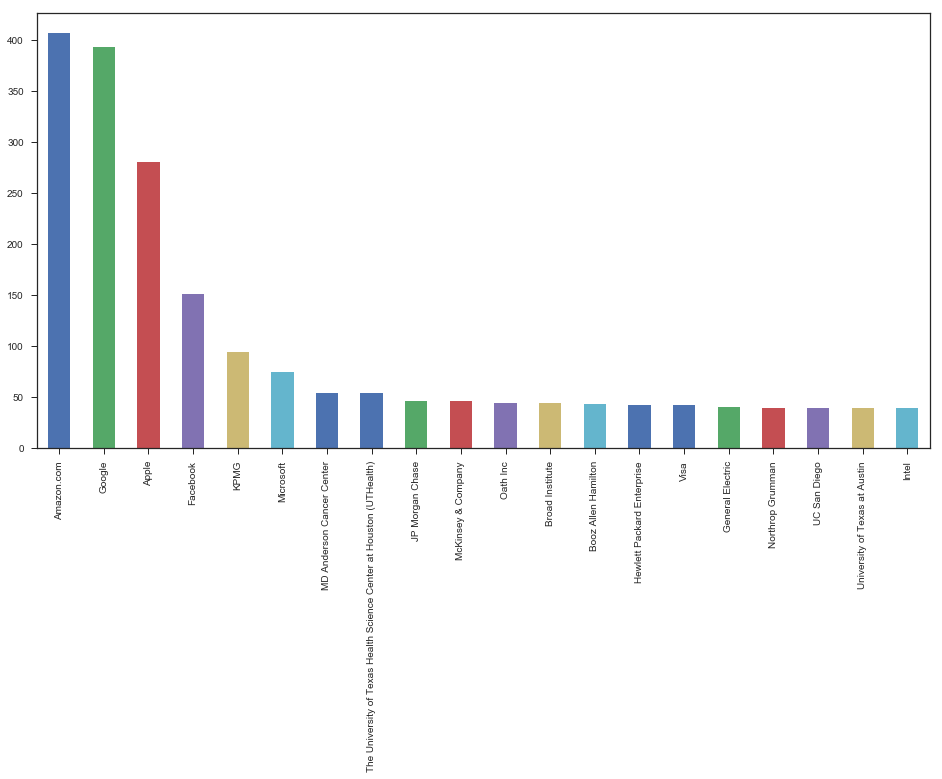 400
350
300
250
200
150
100
50
0
Amazon.com
Google
Apple
Facebook
KPMG
Microsoft
MD Anderson Cancer Center
The University of Texas Health Science Center at Houston (UTHealth)
JP Morgan Chase
McKinsey & Company
Oath Inc
Broad Institute
Booz Allen Hamilton
Hewlett Packard Enterprise
Visa
General Electric
Northrop Grumman
UC San Diego
University of Texas at Austin
Intel